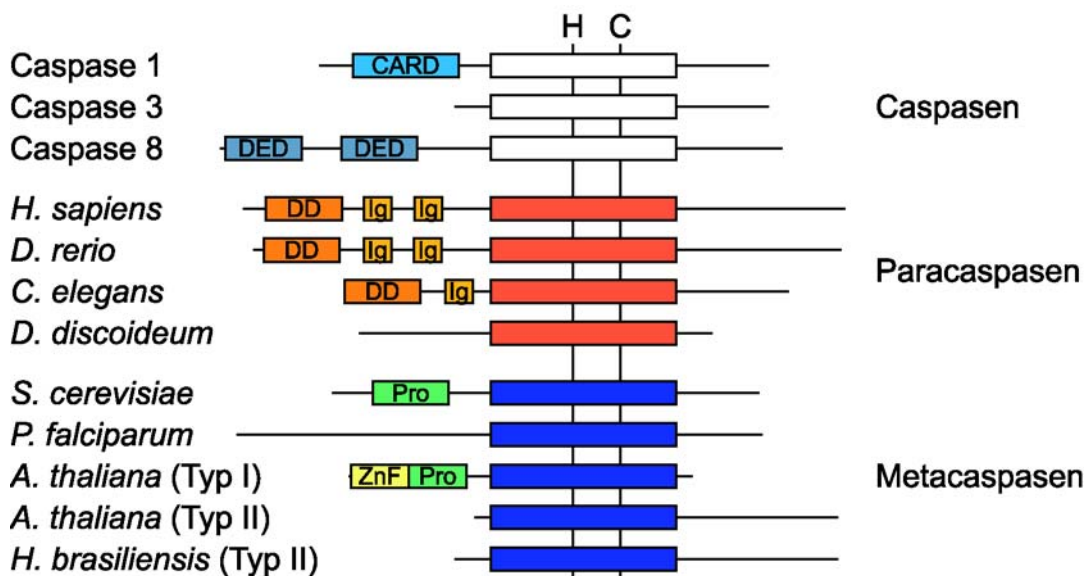 H C
Caspase 1 CARD
Caspase 3 Caspasen
Caspase 8 DED DED
H. sapiens DD Ig Ig
D. rerio DD Ig Ig
Paracaspasen
C. elegans DD Ig
D. discoideum
S. cerevisiae Pro
P. falciparum
A. thaliana (Typ I) ZnF Pro Metacaspasen
A. thaliana (Typ II)
H. brasiliensis (Typ II)